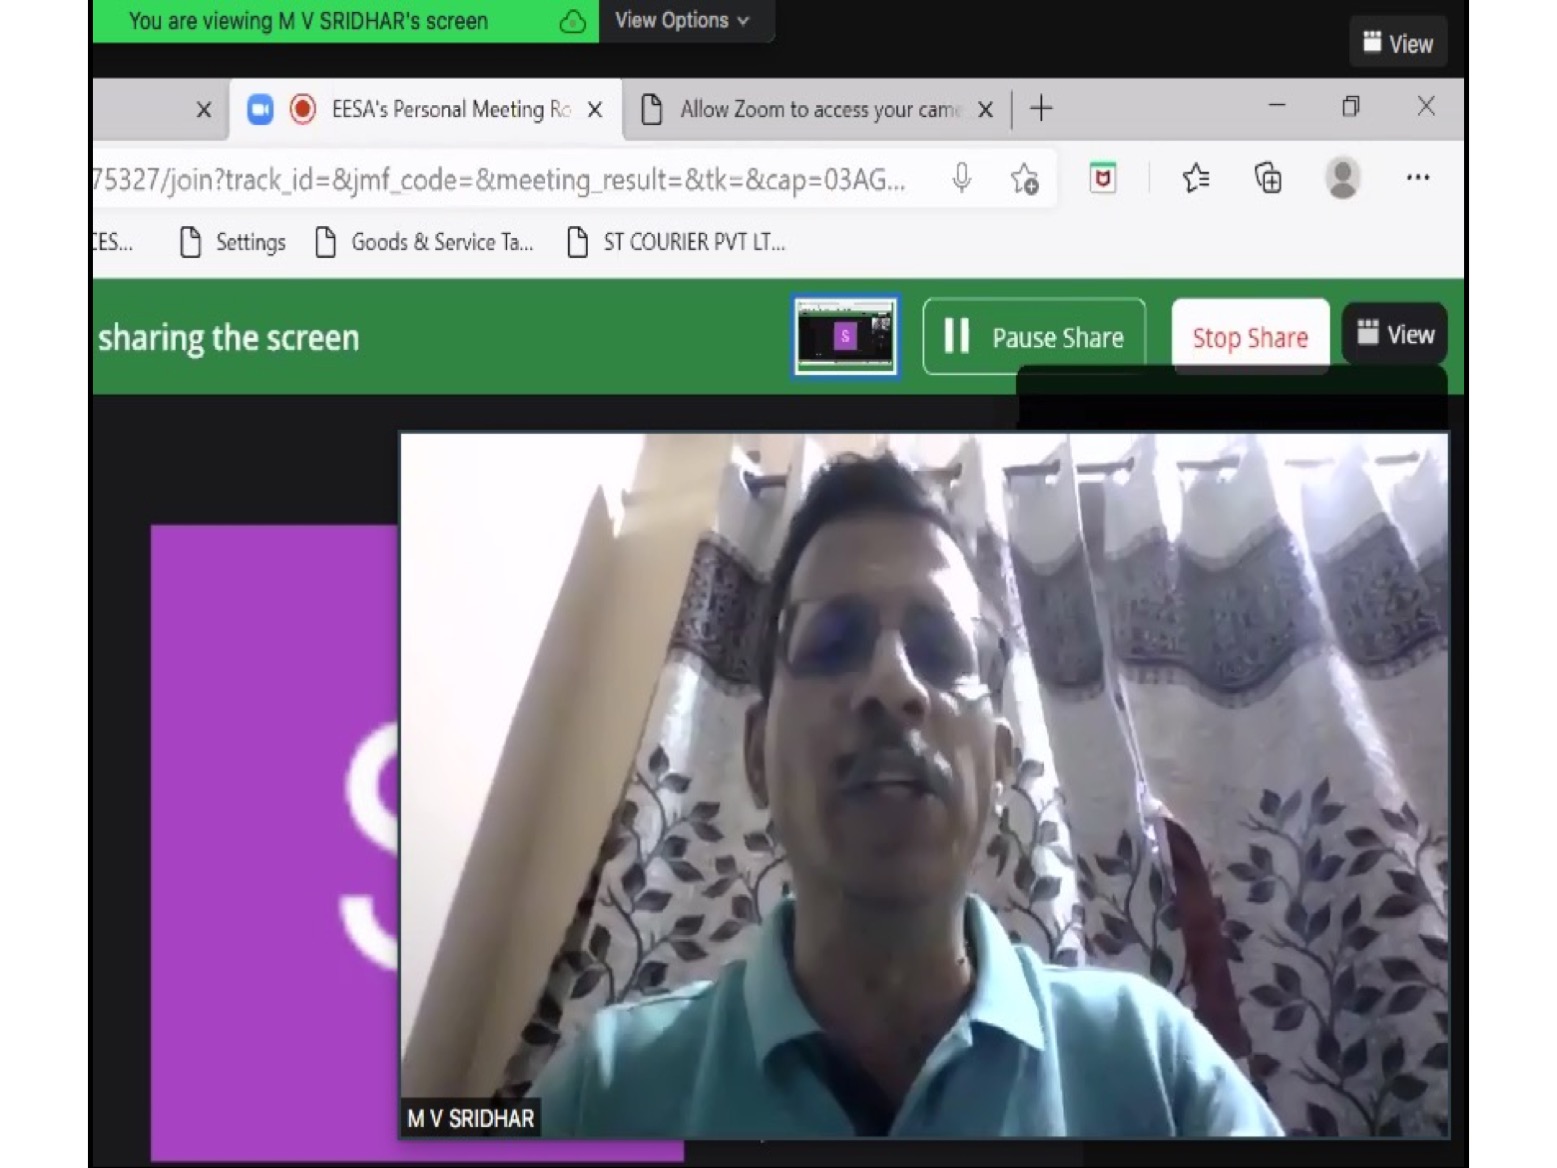 You are viewing M V SRIDHAR's screen
View Options
View
EESA's Personal Meeting Ro
Allow Zoom to access your came
75327/join?track_id=&jmf_code=&meeting_result=&tk=&cap=03AG...
CES...
Settings
Goods & Service Ta...
ST COURIER PVT LT...
sharing the screen
S
Pause Share
Stop Share
View
S
M V SRIDHAR